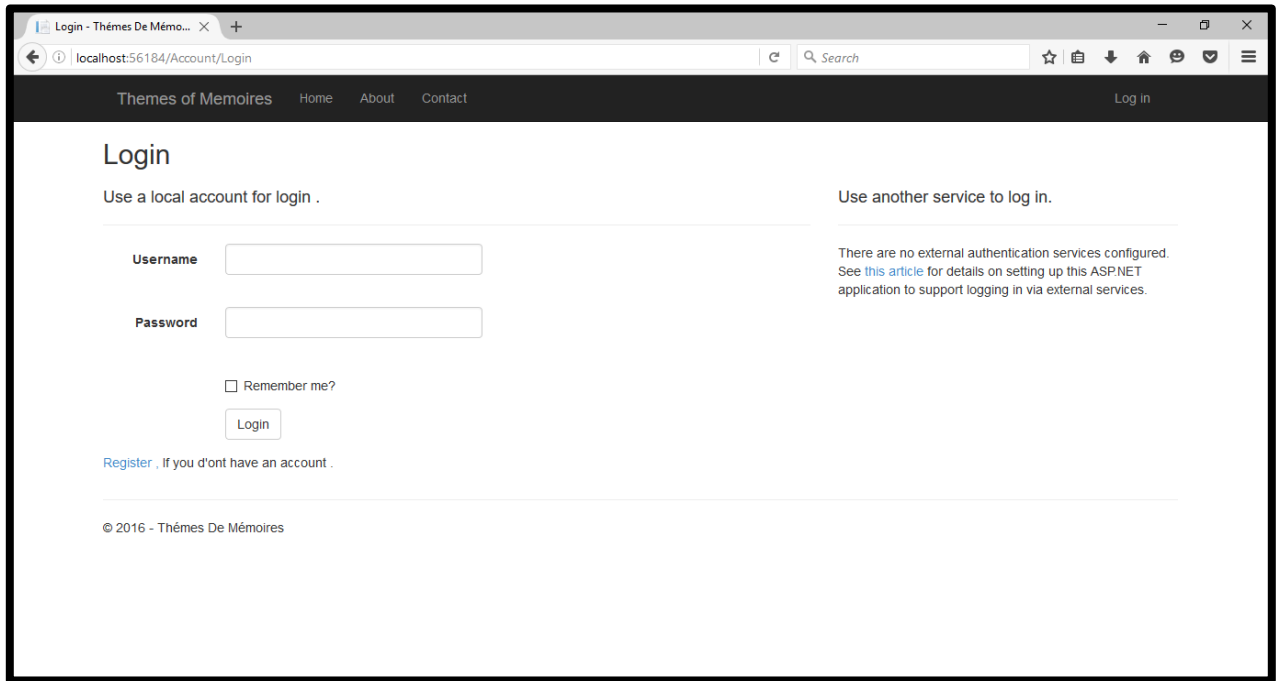 Login - Thémes De Mémo...
localhost:56184/Account/Login
Search
Themes of Memoires Home About Contact Log in
Login
Use a local account for login .
Username
Password
Remember me?
Login
Register , If you d'ont have an account .
Use another service to log in.
There are no external authentication services configured.
See this article for details on setting up this ASP.NET
application to support logging in via external services.
© 2016 - Thémes De Mémoires